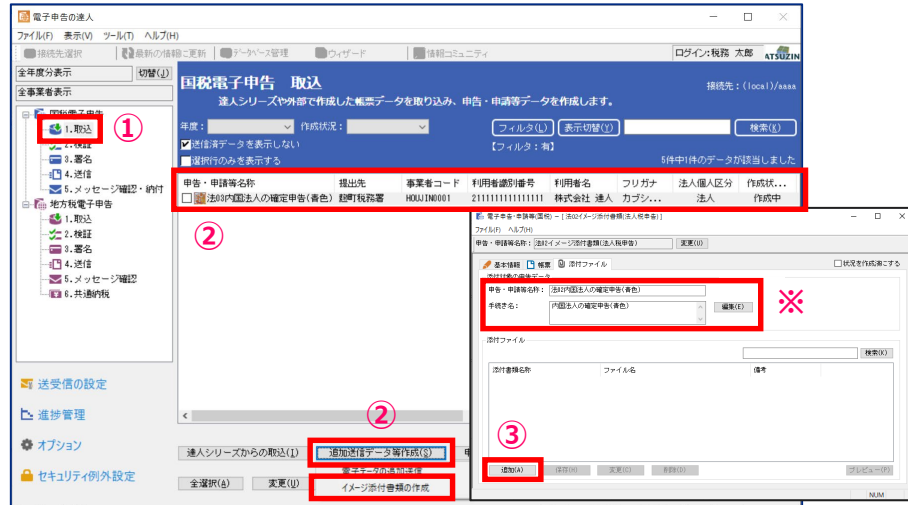 電子申告の達人
ファイル(F) 表示(V) ツール(T) ヘルプ(H)
接続先選択 最新の情報に更新 データベース管理 ウィザード 情報コミュニティ ログイン:税務 太郎 ATSUZIN
全年度分表示 切替(J)
全事業者表示
国税電子申告
1.取込
①
2.検証
3.署名
4.送信
5.メッセージ確認・納付
地方税電子申告
1.取込
2.検証
3.署名
4.送信
5.メッセージ確認
6.共通納税
送受信の設定
進捗管理
オプション
セキュリティ例外設定
国税電子申告 取込
接続先:(local)/aaaa
達人シリーズや外部で作成した帳票データを取り込み、申告・申請等データを作成します。
年度: 作成状況: フィルタ(L) 表示切替(Y) 検索(K)
送信済データを表示しない 【フィルタ:有】
選択行のみを表示する 5件中1件のデータが該当しました
申告・申請等名称 提出先 事業者コード 利用者識別番号 利用者名 フリガナ 法人個人区分 作成状...
法03内国法人の確定申告(青色) 麹町税務署 HOUJIN0001 2111111111111111 株式会社 達人 カブシ... 法人 作成中
②
②
達人シリーズからの取込(I) 追加送信データ等作成(S)
電子データの追加送信
全選択(A) 変更(U) イメージ添付書類の作成
電子申告・申請等(国税) - [法02イメージ添付書類(法人税申告)]
ファイル(F) ヘルプ(H)
申告・申請等名称: 法02イメージ添付書類(法人税申告) 変更(U)
基本情報 帳票 添付ファイル 状況を作成済にする
添付対象の申告データ
申告・申請等名称: 法02内国法人の確定申告(青色)
手続き名: 内国法人の確定申告(青色) 編集(E)
※
添付ファイル
検索(K)
添付書類名称 ファイル名 備考
③
追加(A) 保存(H) 変更(C) 削除(D) プレビュー(P)
NUM